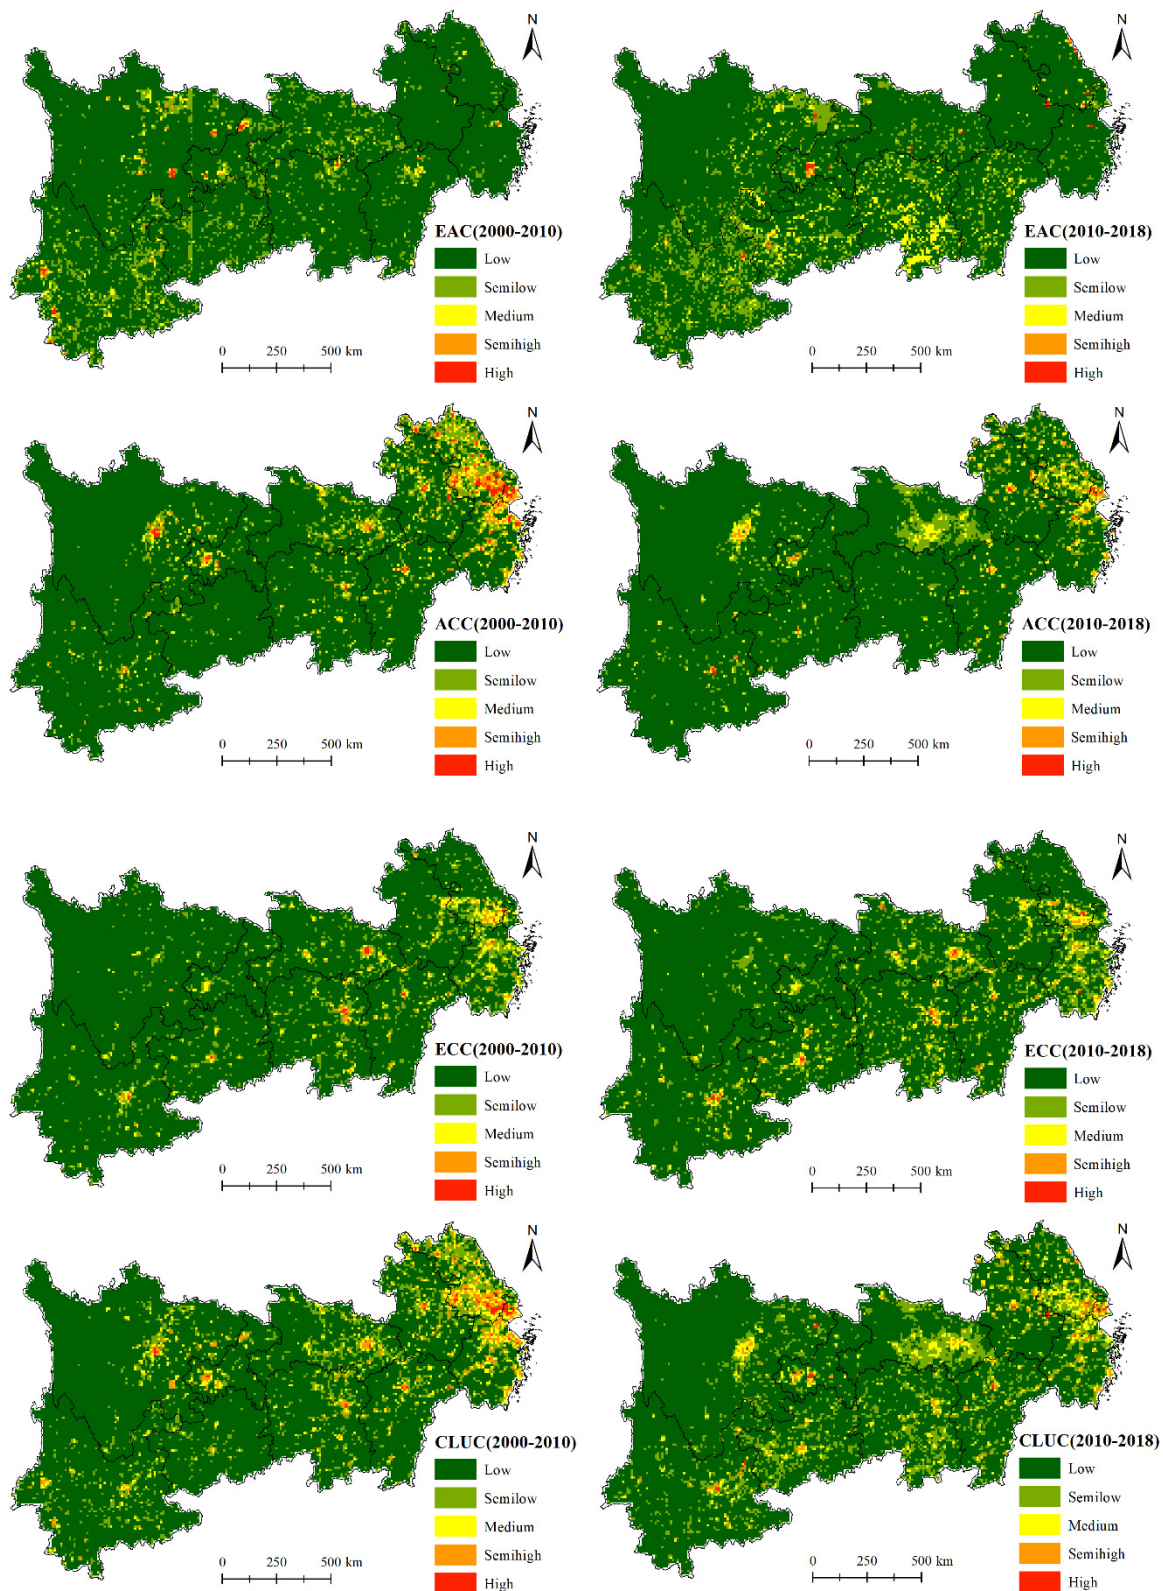 N
EAC(2000-2010)
Low
Semilow
Medium
Semihigh
High
0 250 500 km
N
EAC(2010-2018)
Low
Semilow
Medium
Semihigh
High
0 250 500 km
N
ACC(2000-2010)
Low
Semilow
Medium
Semihigh
High
0 250 500 km
N
ACC(2010-2018)
Low
Semilow
Medium
Semihigh
High
0 250 500 km
N
ECC(2000-2010)
Low
Semilow
Medium
Semihigh
High
0 250 500 km
N
ECC(2010-2018)
Low
Semilow
Medium
Semihigh
High
0 250 500 km
N
CLUC(2000-2010)
Low
Semilow
Medium
Semihigh
High
0 250 500 km
N
CLUC(2010-2018)
Low
Semilow
Medium
Semihigh
High
0 250 500 km